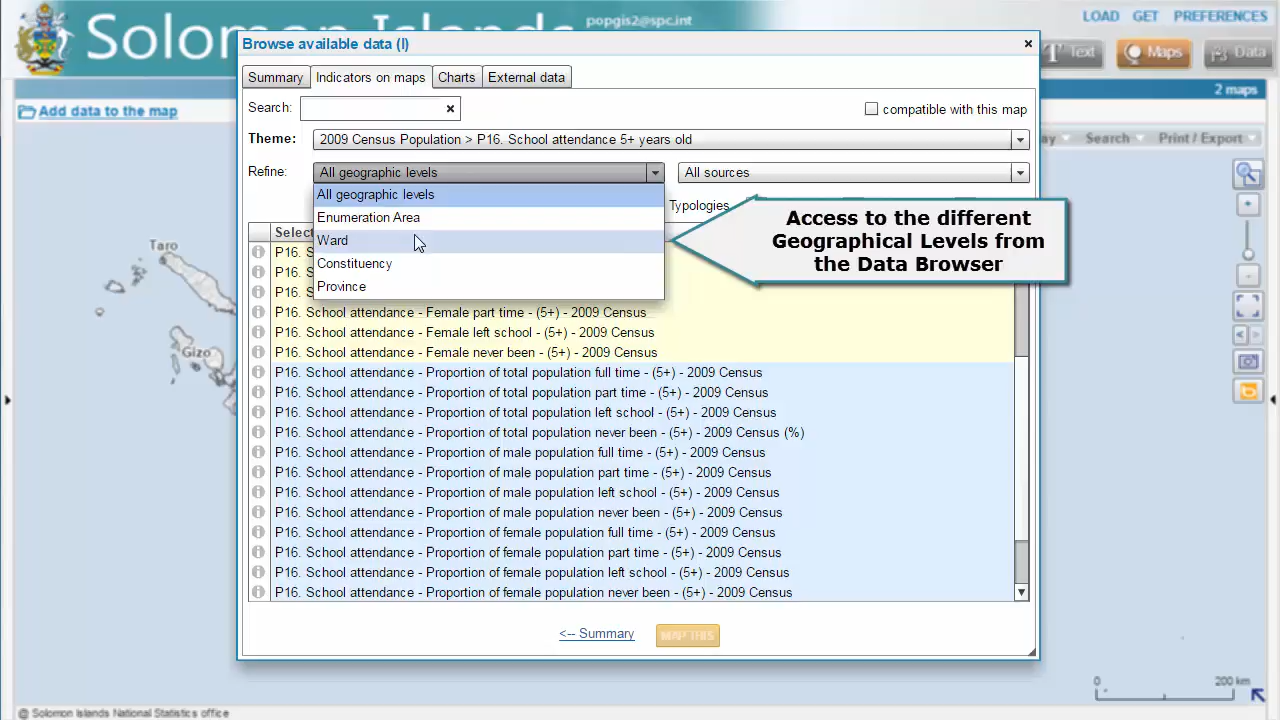 Solomon Islands
popgis2@spc.int
LOAD GET PREFERENCES
Text Maps Data
2 maps
Add data to the map
Search Print / Export
Browse available data (I)
Summary Indicators on maps Charts External data
Search:
compatible with this map
Theme: 2009 Census Population > P16. School attendance 5+ years old
Refine: All geographic levels All sources
All geographic levels
Enumeration Area
Ward
Constituency
Province
Typologies
Access to the different
Geographical Levels from
the Data Browser
Select
P16. S
P16. S
P16.
P16. School attendance - Female part time - (5+) - 2009 Census
P16. School attendance - Female left school - (5+) - 2009 Census
P16. School attendance - Female never been - (5+) - 2009 Census
P16. School attendance - Proportion of total population full time - (5+) - 2009 Census
P16. School attendance - Proportion of total population part time - (5+) - 2009 Census
P16. School attendance - Proportion of total population left school - (5+) - 2009 Census
P16. School attendance - Proportion of total population never been - (5+) - 2009 Census (%)
P16. School attendance - Proportion of male population full time - (5+) - 2009 Census
P16. School attendance - Proportion of male population part time - (5+) - 2009 Census
P16. School attendance - Proportion of male population left school - (5+) - 2009 Census
P16. School attendance - Proportion of male population never been - (5+) - 2009 Census
P16. School attendance - Proportion of female population full time - (5+) - 2009 Census
P16. School attendance - Proportion of female population part time - (5+) - 2009 Census
P16. School attendance - Proportion of female population left school - (5+) - 2009 Census
P16. School attendance - Proportion of female population never been - (5+) - 2009 Census
<-- Summary MAP THIS
Taro
Gizo
0 200 km
@ Solomon Islands National Statistics office